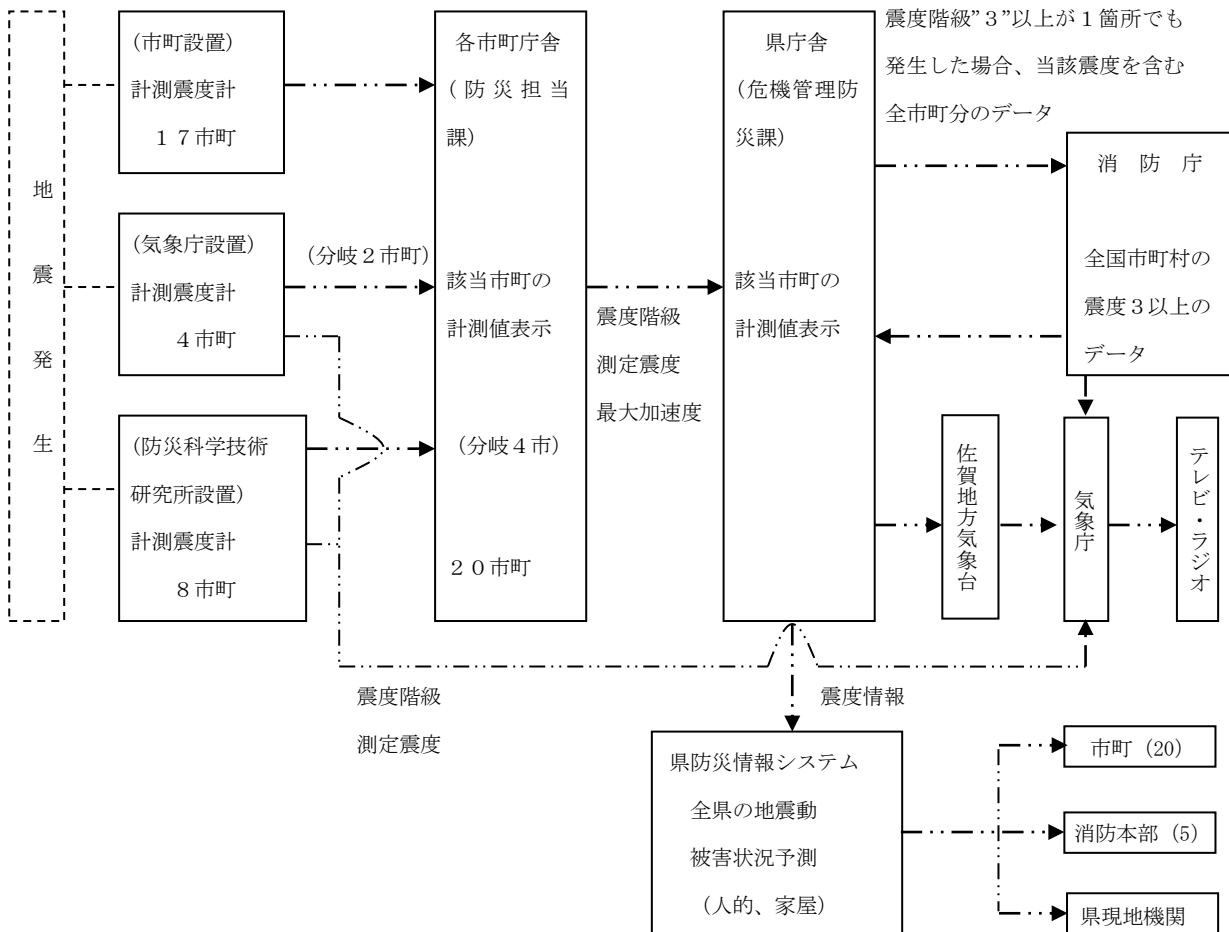 地震発生
(市町設置)
計測震度計
１７市町
(気象庁設置)
計測震度計
４市町
(防災科学技術
研究所設置)
計測震度計
８市町
(分岐２市町)
各市町庁舎
(防災担当
課)
該当市町の
計測値表示
(分岐４市)
２０市町
震度階級
測定震度
最大加速度
県庁舎
(危機管理防
災課)
該当市町の
計測値表示
震度階級”３”以上が１箇所でも
発生した場合、当該震度を含む
全市町分のデータ
消　防　庁
全国市町村の
震度３以上の
データ
佐賀地方気象台
気象庁
テレビ・ラジオ
震度階級
測定震度
震度情報
県防災情報システム
全県の地震動
被害状況予測
(人的、家屋)
市町 (20)
消防本部 (5)
県現地機関